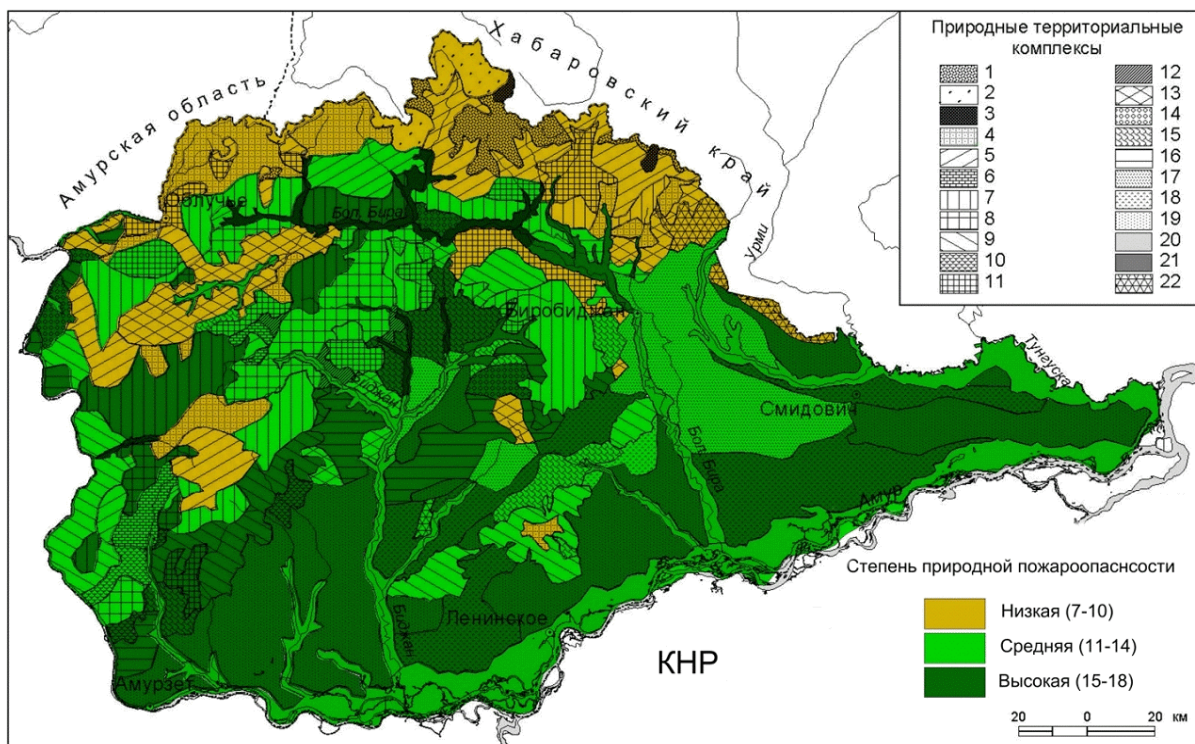 Природные территориальные
комплексы
1
2
3
4
5
6
7
8
9
10
11
12
13
14
15
16
17
18
19
20
21
22
Хабаровский край
Амурская область
Облучье
Бол. Бира
Урми
Биробиджан
Тунгуска
Биджан
Смидович
Бол. Бира
Амур
Ленинское
Биджан
Амурзет
КНР
Степень природной пожароопаснсости
Низкая (7-10)
Средняя (11-14)
Высокая (15-18)
20 0 20 км